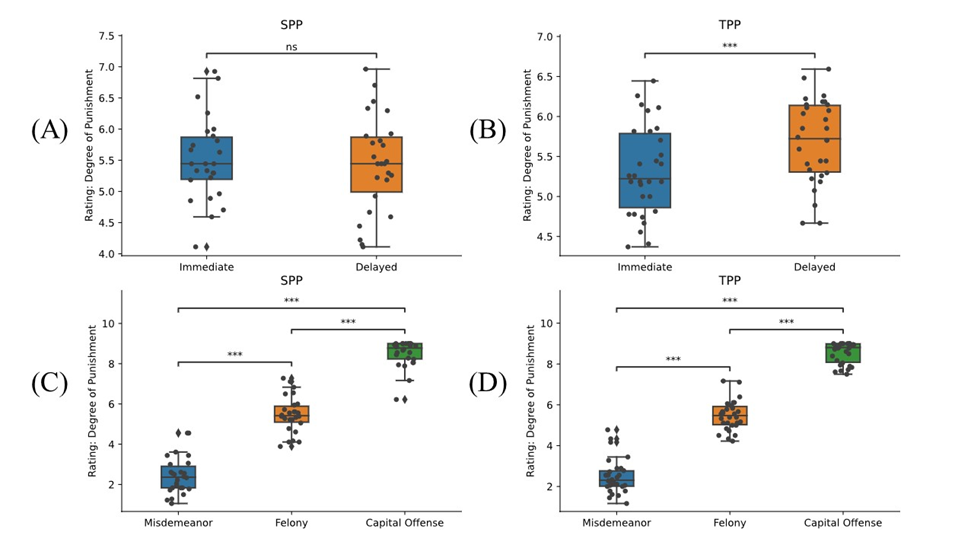 SPP
(A)
Rating: Degree of Punishment
7.5
7.0
6.5
6.0
5.5
5.0
4.5
4.0
ns
Immediate
Delayed
TPP
(B)
Rating: Degree of Punishment
7.0
6.5
6.0
5.5
5.0
4.5
***
Immediate
Delayed
SPP
(C)
Rating: Degree of Punishment
10
8
6
4
2
***
***
***
Misdemeanor
Felony
Capital Offense
TPP
(D)
Rating: Degree of Punishment
10
8
6
4
2
***
***
***
Misdemeanor
Felony
Capital Offense